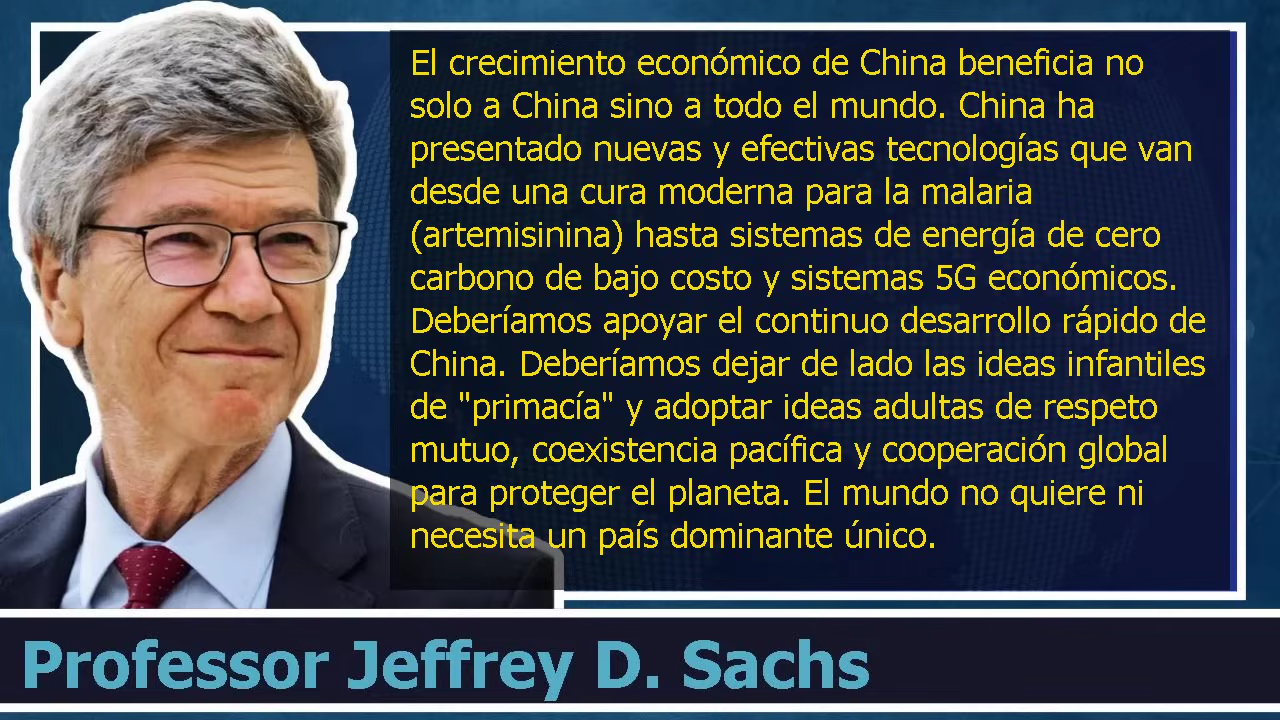 El crecimiento económico de China beneficia no
solo a China sino a todo el mundo. China ha
presentado nuevas y efectivas tecnologías que van
desde una cura moderna para la malaria
(artemisinina) hasta sistemas de energía de cero
carbono de bajo costo y sistemas 5G económicos.
Deberíamos apoyar el continuo desarrollo rápido de
China. Deberíamos dejar de lado las ideas infantiles
de "primacía" y adoptar ideas adultas de respeto
mutuo, coexistencia pacífica y cooperación global
para proteger el planeta. El mundo no quiere ni
necesita un país dominante único.
Professor Jeffrey D. Sachs